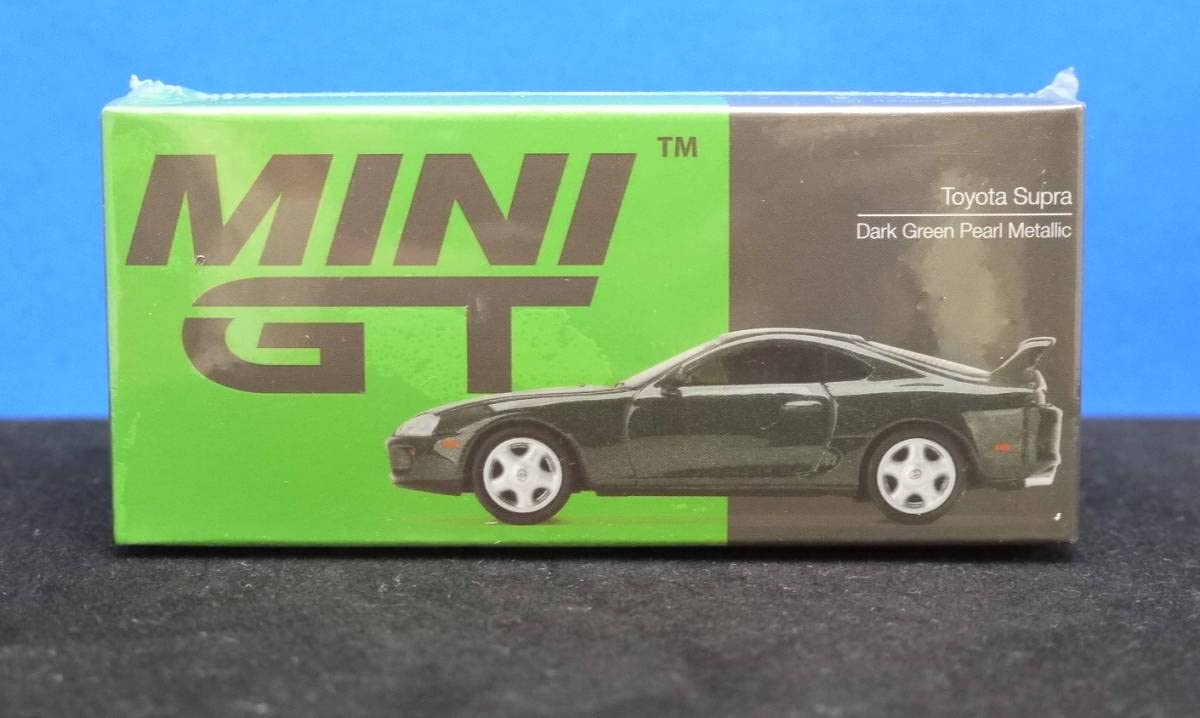 MINI
GT
TM
Toyota Supra
Dark Green Pearl Metallic